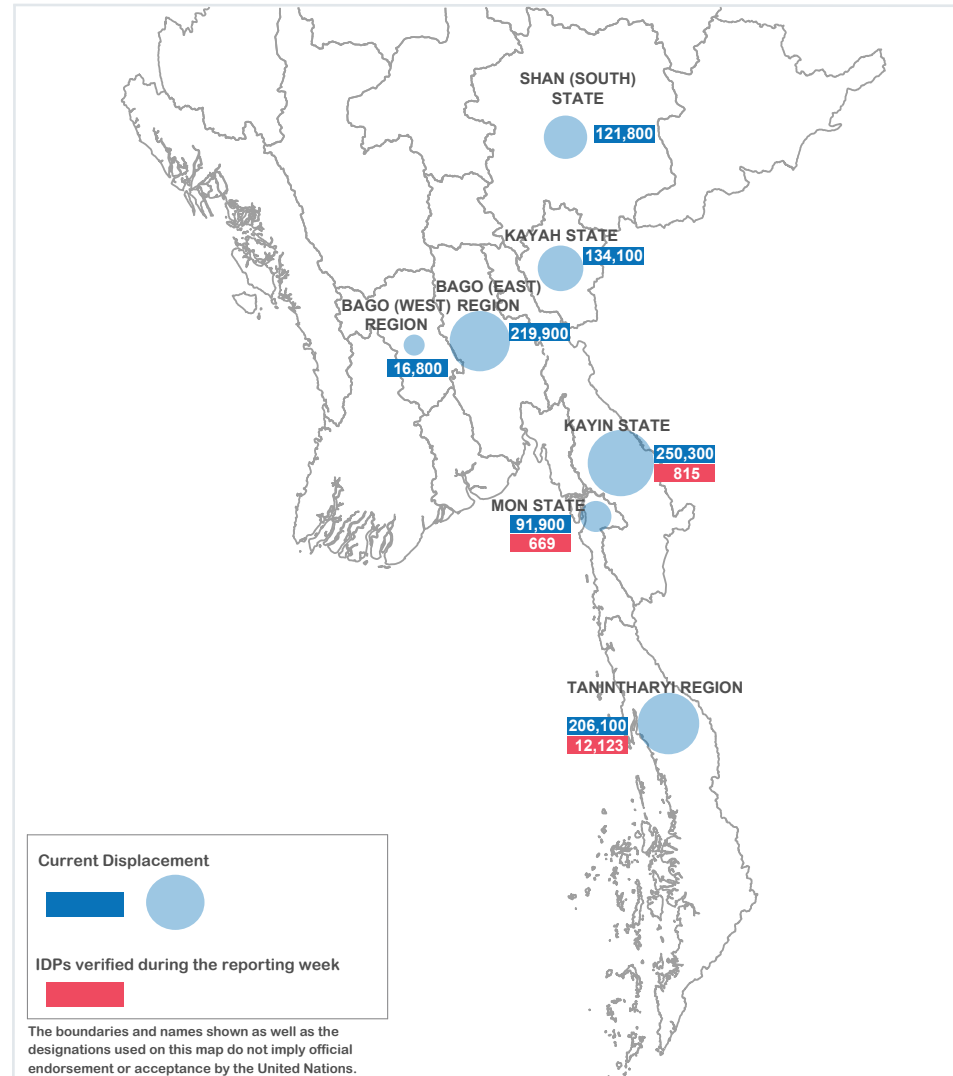 SHAN (SOUTH)
STATE
121,800
KAYAH STATE
134,100
BAGO (EAST)
REGION
219,900
BAGO (WEST)
REGION
16,800
KAYIN STATE
250,300
815
MON STATE
91,900
669
TANINTHARYI REGION
206,100
12,123
Current Displacement
IDPs verified during the reporting week
The boundaries and names shown as well as the
designations used on this map do not imply official
endorsement or acceptance by the United Nations.